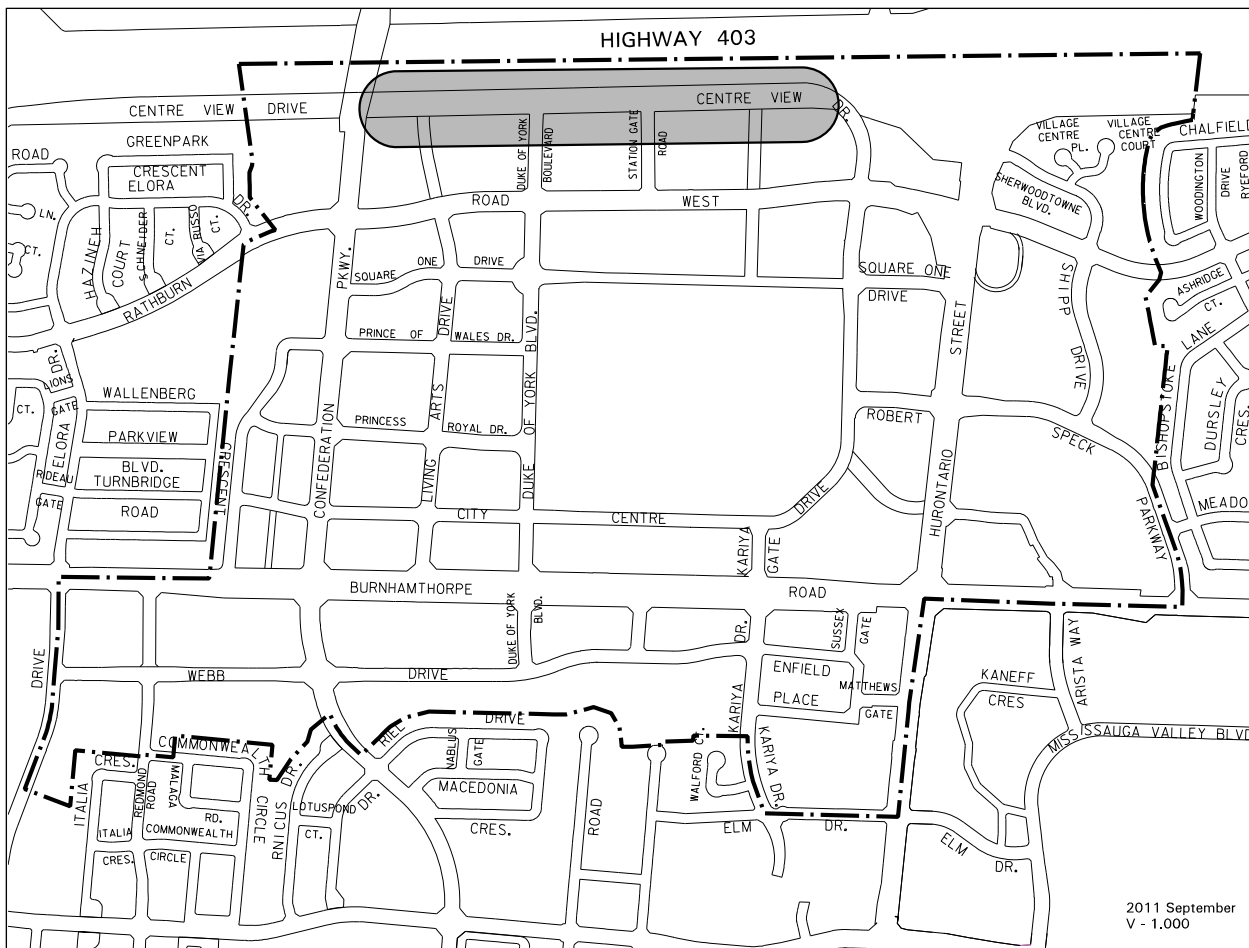 HIGHWAY 403
CENTRE VIEW DRIVE
CENTRE VIEW
DR.
GREENPARK
ROAD
CRESCENT
ELORA
DR.
LN.
CT.
HAZINEH
COURT
SCHNEIDER
CT.
VIA RUSSO
CT.
RATHBURN
ROAD
WEST
DUKE OF YORK
BOULEVARD
STATION GATE
ROAD
VILLAGE
CENTRE
PL.
VILLAGE
CENTRE
COURT
CHALFIELD
WOODINGTON
DRIVE
RYEFORD
SHERWOODTOWNE
BLVD.
PKWY.
SQUARE ONE DRIVE
SQUARE ONE
DRIVE
SHIPP
DRIVE
ASHRIDGE
CT.
LANE
PRINCE OF
WALES DR.
DRIVE
STREET
DR.
LIONS
GATE
WALLENBERG
CT.
PARKVIEW
BLVD.
TURNBRIDGE
ROAD
ELORA
RIDEAU
GATE
CRESCENT
CONFEDERATION
PRINCESS
ROYAL DR.
LIVING
ARTS
DUKE OF YORK BLVD.
ROBERT
SPECK
PARKWAY
BISHOPSTOKE
DURSLEY
CRES.
MEADO
CITY CENTRE
DRIVE
HURONTARIO
KARIYA
GATE
BURNHAMTHORPE
ROAD
DUKE OF YORK
BLVD.
DR.
KARIYA
SUSSEX
GATE
ENFIELD
PLACE
MATTHEWS
GATE
DRIVE
WEBB
DRIVE
ARISTA WAY
KANEFF
CRES
MISSISSAUGA VALLEY BLVD
COMMONWEALTH
CIRCLE
CRES.
ITALIA
REDMOND
ROAD
MALAGA
RD.
ITALIA
CRES.
COMMONWEALTH
CIRCLE
DR.
LOTUSPOND
CT.
DR.
RIEL DRIVE
NABLUS
GATE
MACEDONIA
CRES.
ROAD
WALFORD CT.
KARIYA DR.
ELM DR.
ELM
DR.
2011 September
V - 1.000